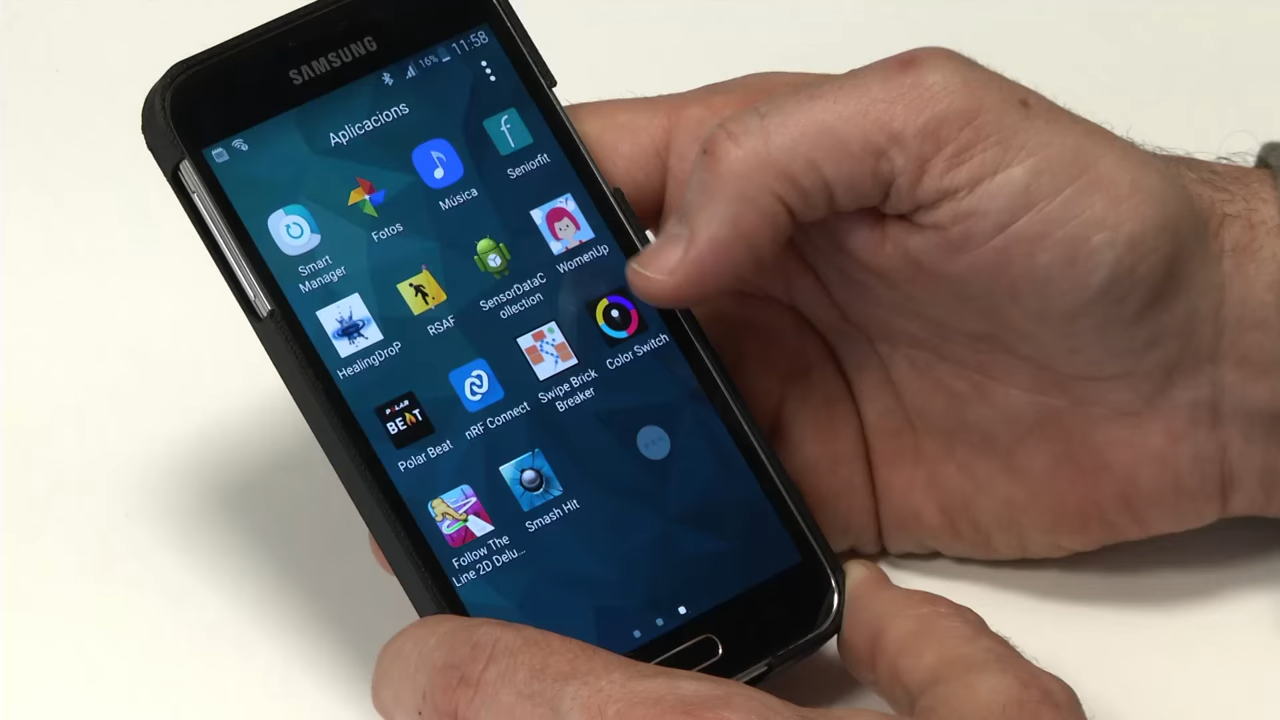 SAMSUNG
16% 11:58
Aplicacions
Smart
Manager
Fotos
Música
Seniorfit
HealingDroP
RSAF
SensorDataC
ollection
WomenUp
POLAR
BEAT
Polar Beat
nRF Connect
Swipe Brick
Breaker
Color Switch
Follow The
Line 2D Delu...
Smash Hit